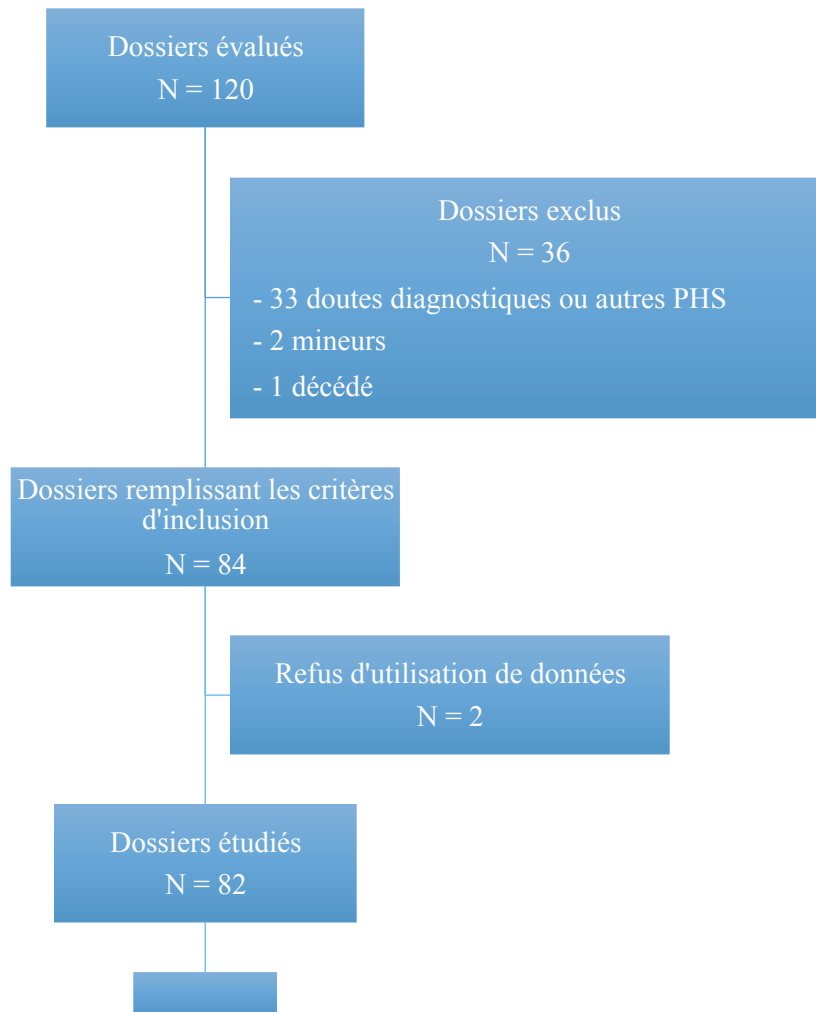 Dossiers évalués
N = 120
Dossiers exclus
N = 36
- 33 doutes diagnostiques ou autres PHS
- 2 mineurs
- 1 décédé
Dossiers remplissant les critères
d'inclusion
N = 84
Refus d'utilisation de données
N = 2
Dossiers étudiés
N = 82